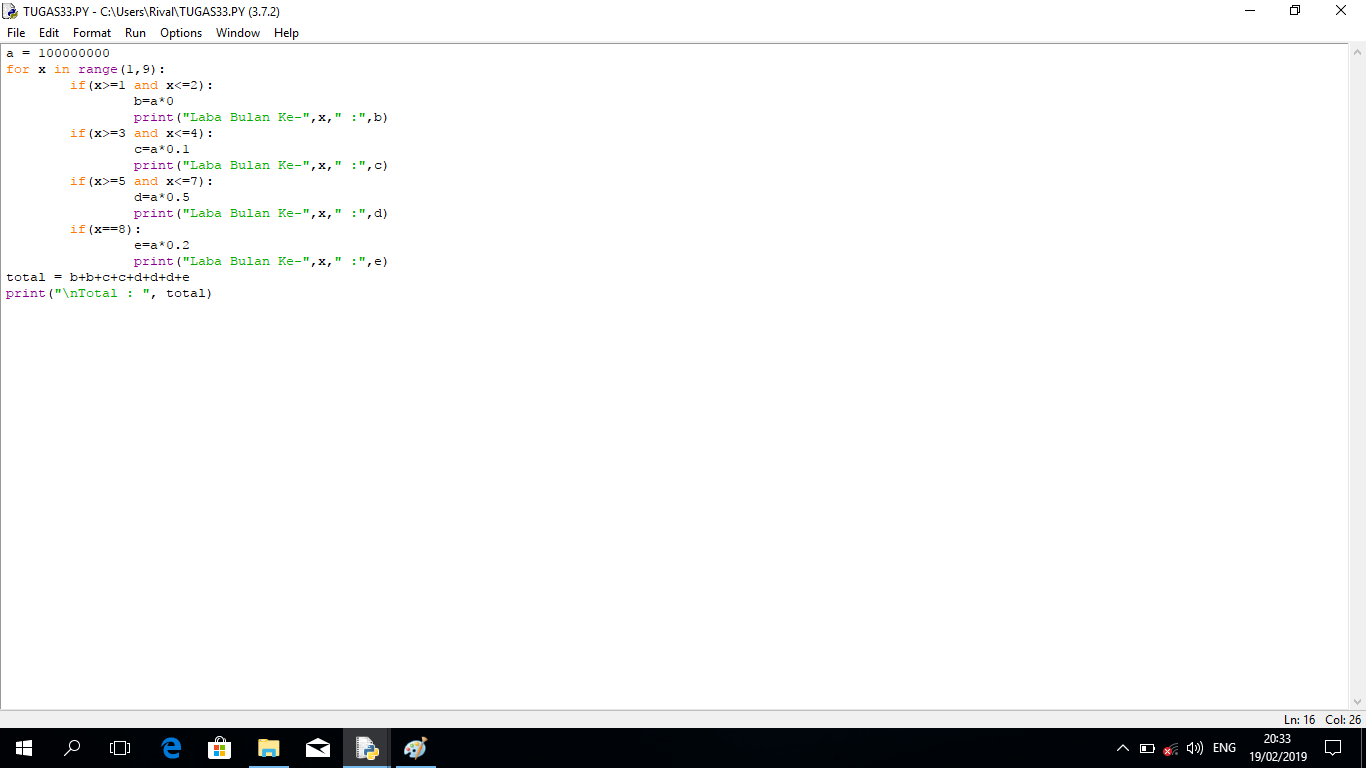 TUGAS33.PY - C:\Users\Rival\TUGAS33.PY (3.7.2)
File Edit Format Run Options Window Help
a = 100000000
for x in range(1,9):
        if(x>=1 and x<=2):
                b=a*0
                print("Laba Bulan Ke-",x," :",b)
        if(x>=3 and x<=4):
                c=a*0.1
                print("Laba Bulan Ke-",x," :",c)
        if(x>=5 and x<=7):
                d=a*0.5
                print("Laba Bulan Ke-",x," :",d)
        if(x==8):
                e=a*0.2
                print("Laba Bulan Ke-",x," :",e)
total = b+b+c+c+d+d+d+e
print("\nTotal : ", total)
Ln: 16 Col: 26
ENG
20:33
19/02/2019